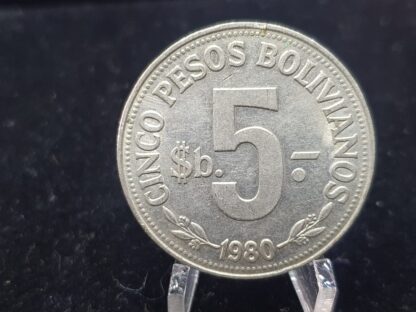 CINCO PESOS BOLIVIANOS
$b. 5.-
1980